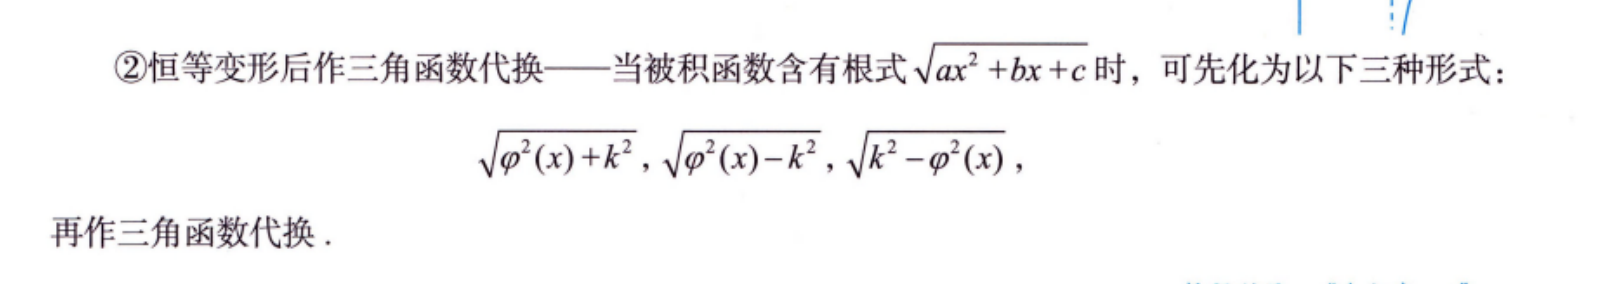 ②恒等变形后作三角函数代换——当被积函数含有根式√(ax²+bx+c)时，可先化为以下三种形式：
√(φ²(x)+k²)，√(φ²(x)−k²)，√(k²−φ²(x))，
再作三角函数代换．